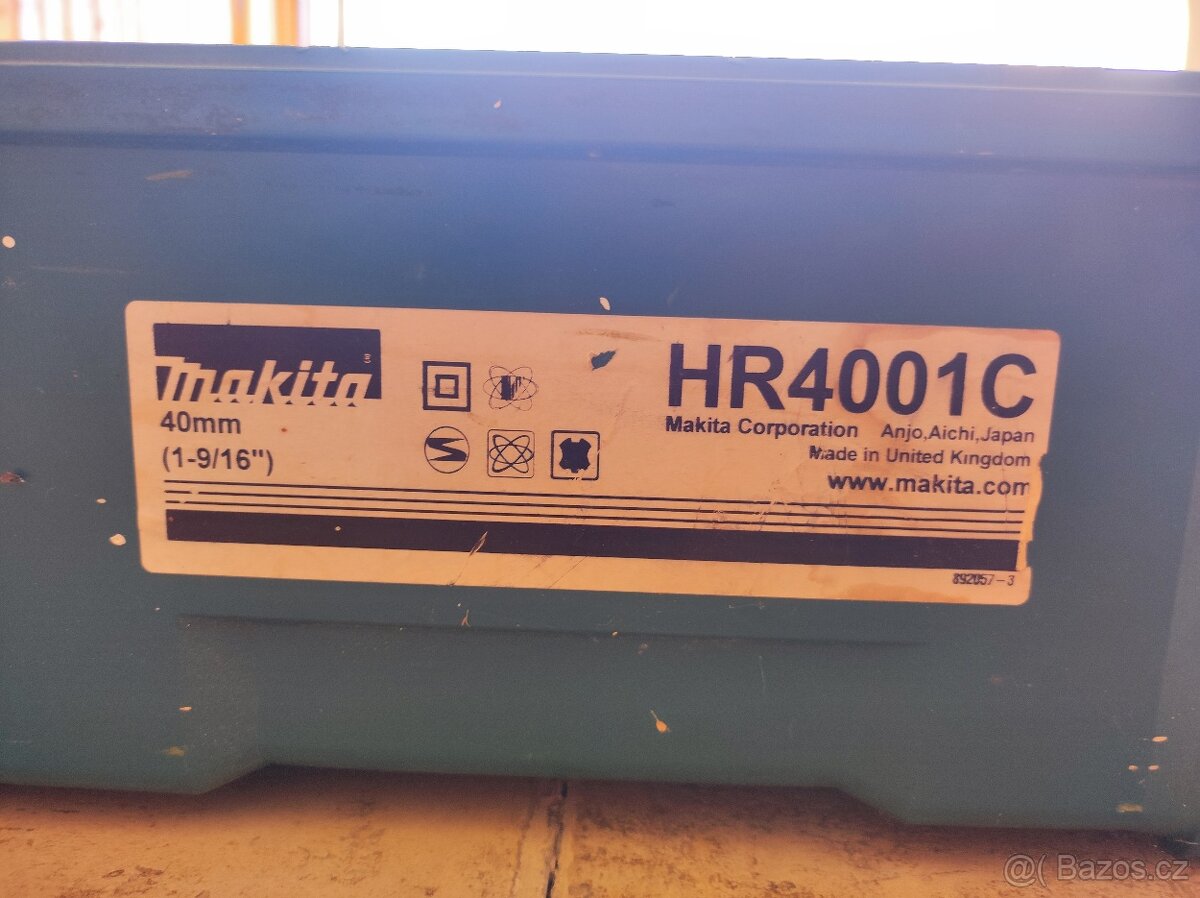 makita®
40mm
(1-9/16")
HR4001C
Makita Corporation Anjo,Aichi,Japan
Made in United Kingdom
www.makita.com
892057-3
@( Bazos.cz